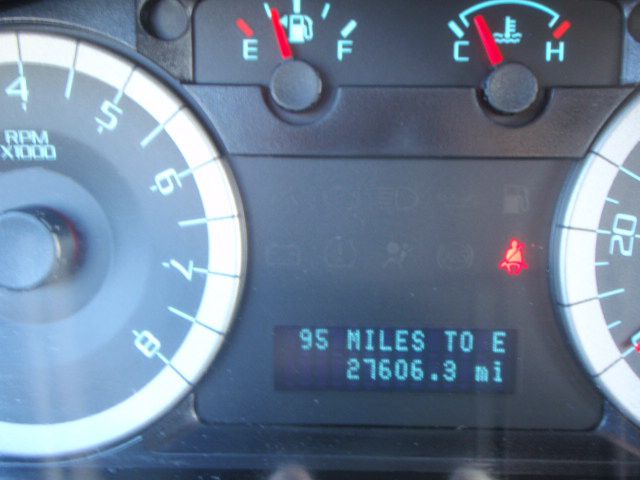 E F
C H
4
5
RPM
X1000
6
7
8
20
95 MILES TO E
27606.3 mi